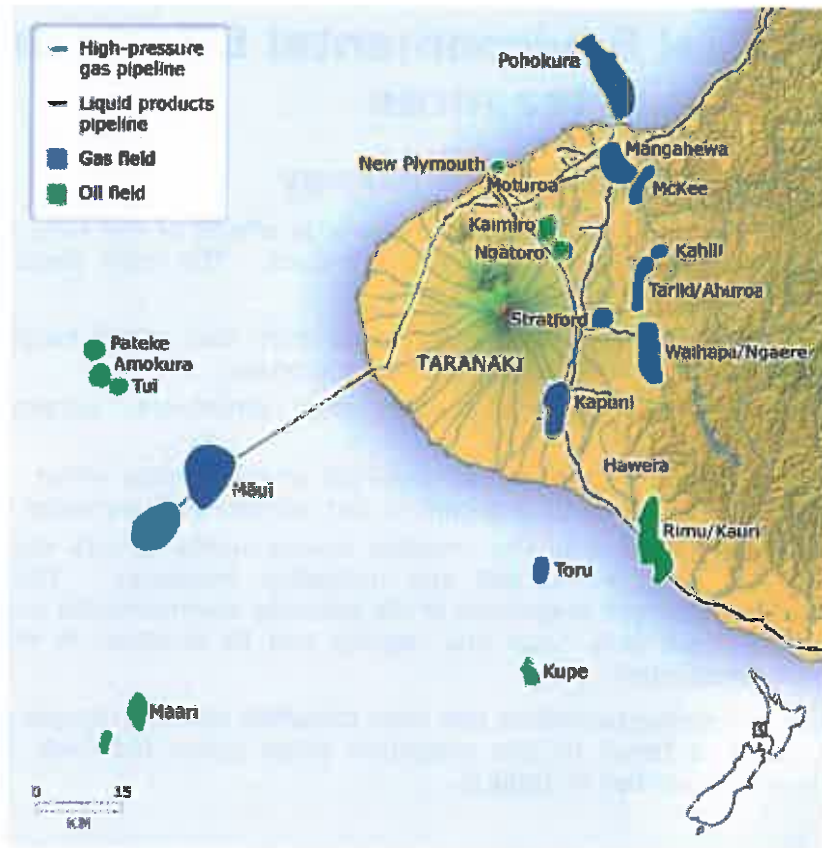 High-pressure
gas pipeline
Liquid products
pipeline
Gas field
Oil field
Pohokura
Mangahewa
New Plymouth
Moturoa
McKee
Kaimiro
Ngatoro
Kahili
Tariki/Ahuroa
Stratford
Pateke
Amokura
Tui
TARANAKI
Waihapa/Ngaere
Kapuni
Hawera
Māui
Rimu/Kauri
Toru
Kupe
Maari
0 15
KM